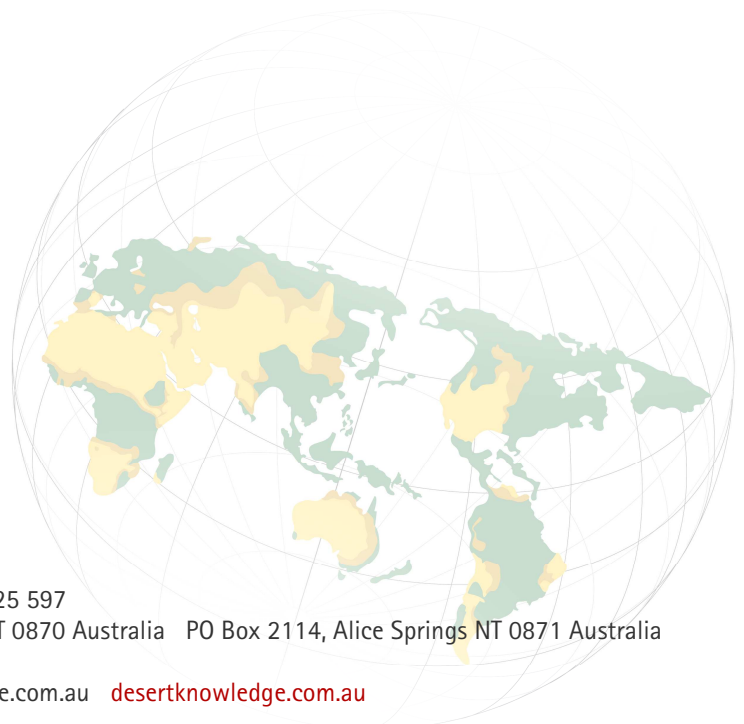 25 597
T 0870 Australia PO Box 2114, Alice Springs NT 0871 Australia
e.com.au desertknowledge.com.au